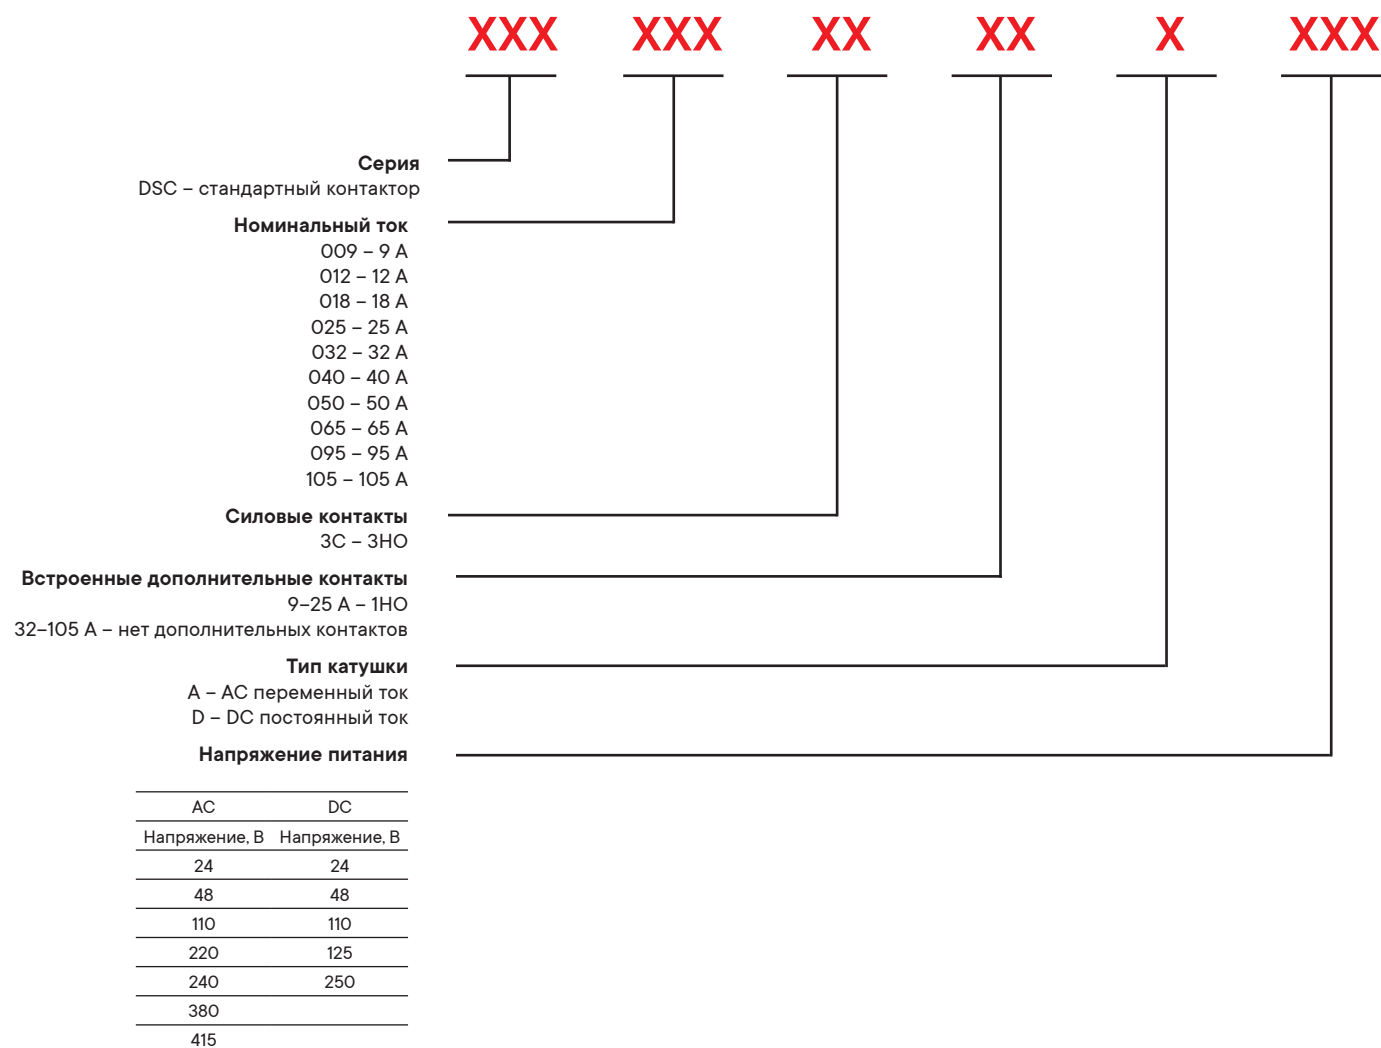 XXX XXX XX XX X XXX
Серия
DSC – стандартный контактор
Номинальный ток
009 – 9 А
012 – 12 А
018 – 18 А
025 – 25 А
032 – 32 А
040 – 40 А
050 – 50 А
065 – 65 А
095 – 95 А
105 – 105 А
Силовые контакты
3С – 3НО
Встроенные дополнительные контакты
9–25 А – 1НО
32–105 А – нет дополнительных контактов
Тип катушки
A – AC переменный ток
D – DC постоянный ток
Напряжение питания
AC DC
Напряжение, В Напряжение, В
24 24
48 48
110 110
220 125
240 250
380
415